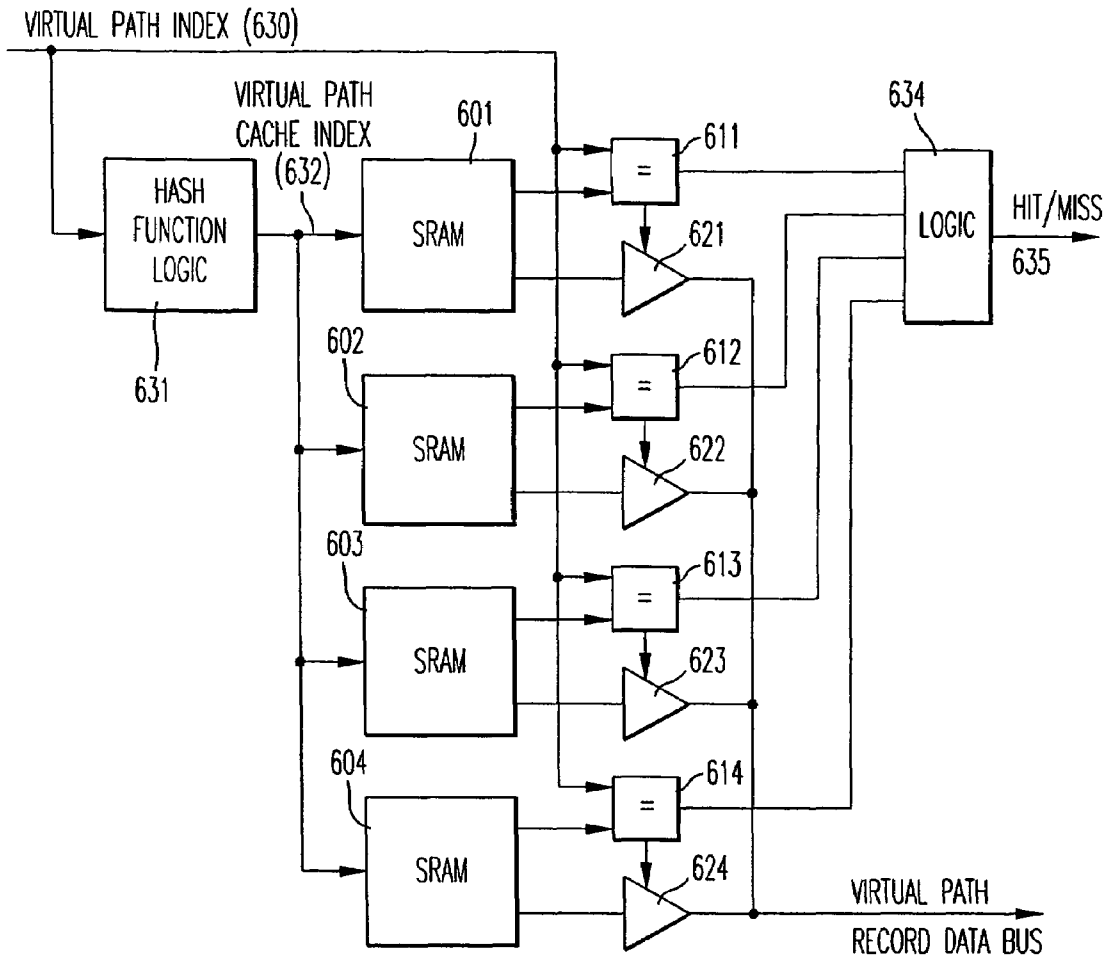 VIRTUAL PATH INDEX (630)
VIRTUAL PATH
CACHE INDEX
(632)
601
634
611
HASH
FUNCTION
LOGIC
SRAM
=
LOGIC
HIT/MISS
635
621
631
602
612
SRAM
=
622
603
613
SRAM
=
623
604
614
SRAM
=
624
VIRTUAL PATH
RECORD DATA BUS